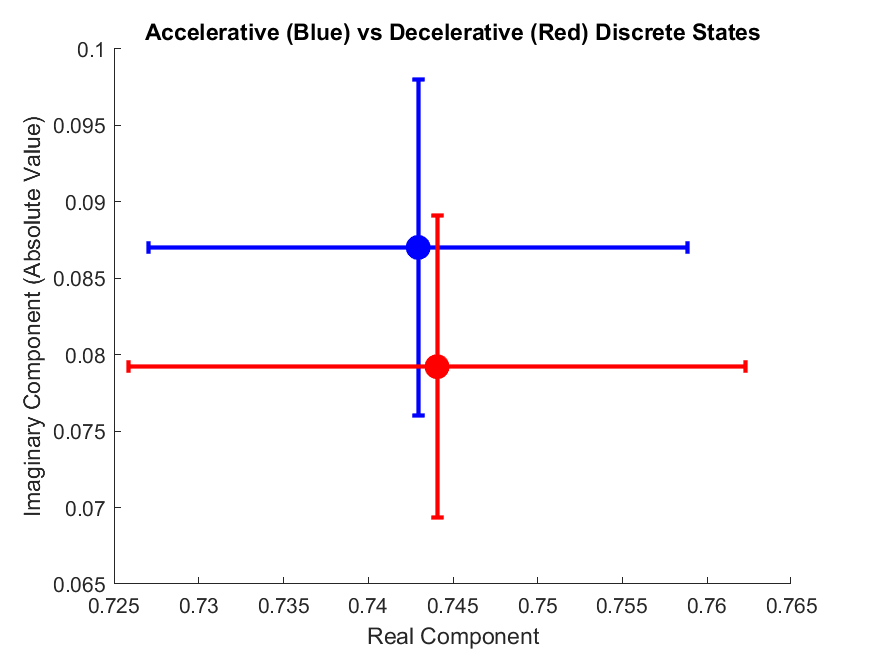 Accelerative (Blue) vs Decelerative (Red) Discrete States
0.1
0.095
0.09
0.085
0.08
0.075
0.07
0.065
Imaginary Component (Absolute Value)
0.725 0.73 0.735 0.74 0.745 0.75 0.755 0.76 0.765
Real Component